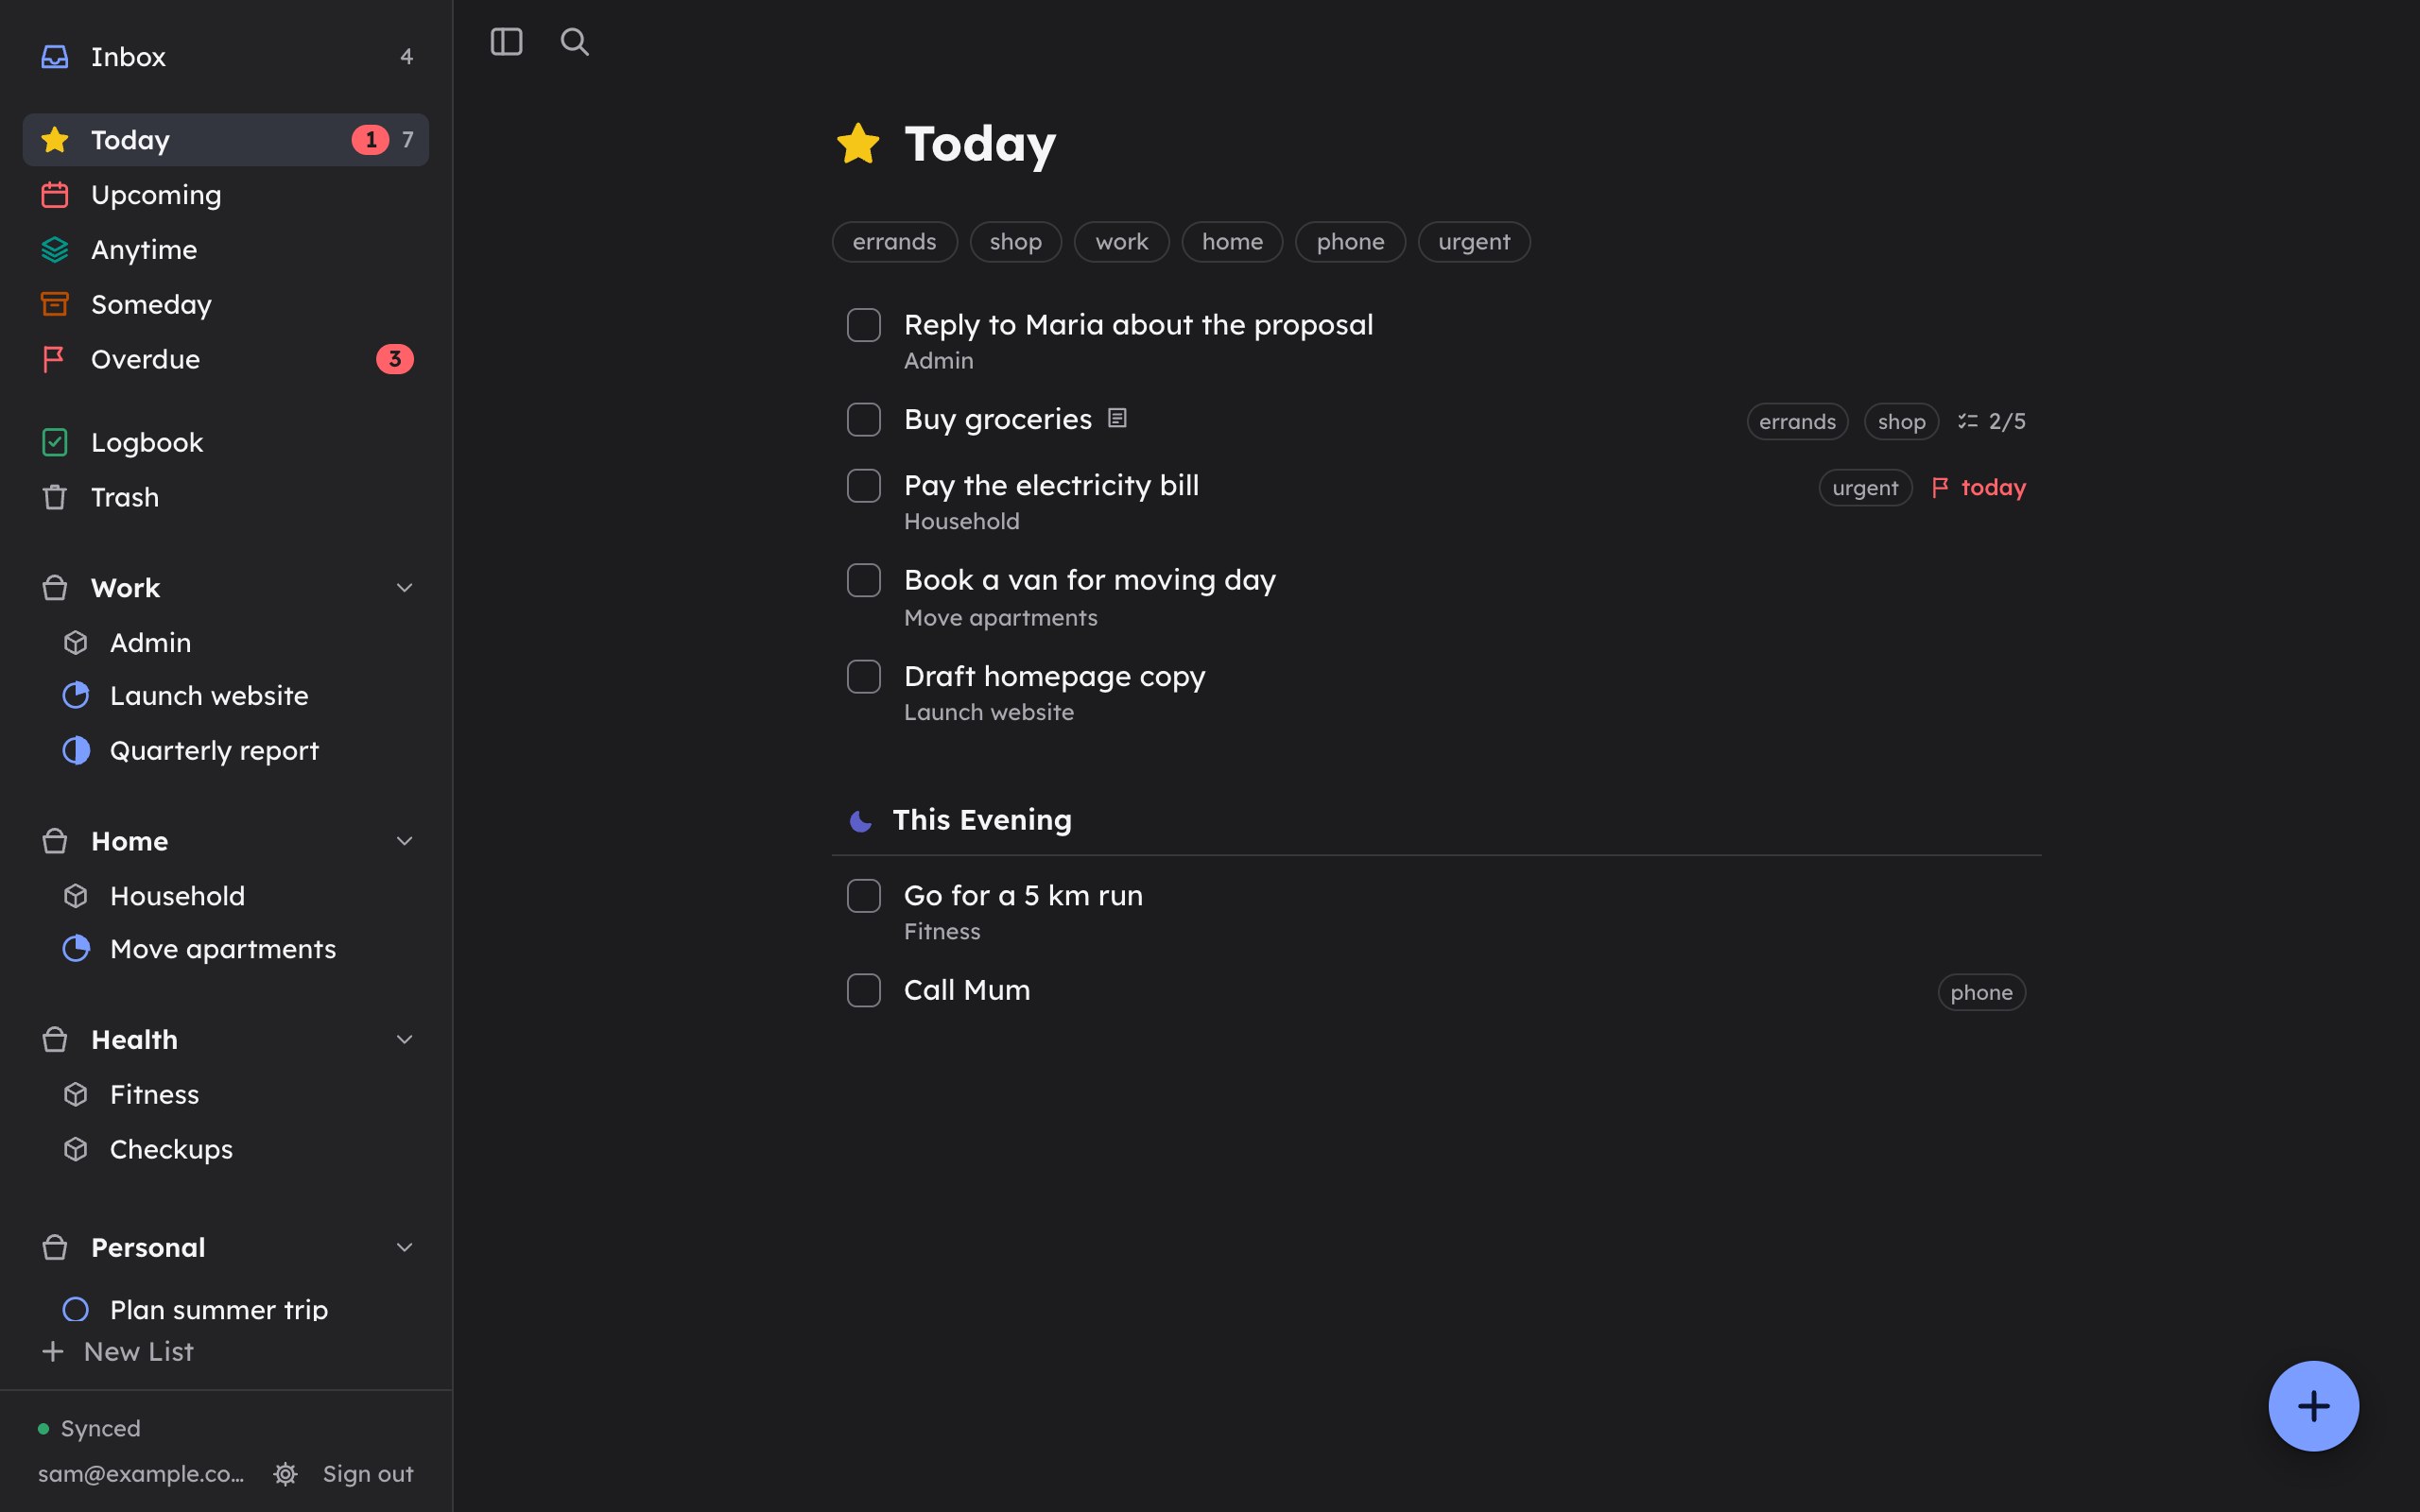 Inbox 4
Today 1 7
Upcoming
Anytime
Someday
Overdue 3
Logbook
Trash
Work
Admin
Launch website
Quarterly report
Home
Household
Move apartments
Health
Fitness
Checkups
Personal
Plan summer trip
New List
Synced
sam@example.co... Sign out
Today
errands shop work home phone urgent
Reply to Maria about the proposal
Admin
Buy groceries errands shop 2/5
Pay the electricity bill urgent today
Household
Book a van for moving day
Move apartments
Draft homepage copy
Launch website
This Evening
Go for a 5 km run
Fitness
Call Mum phone